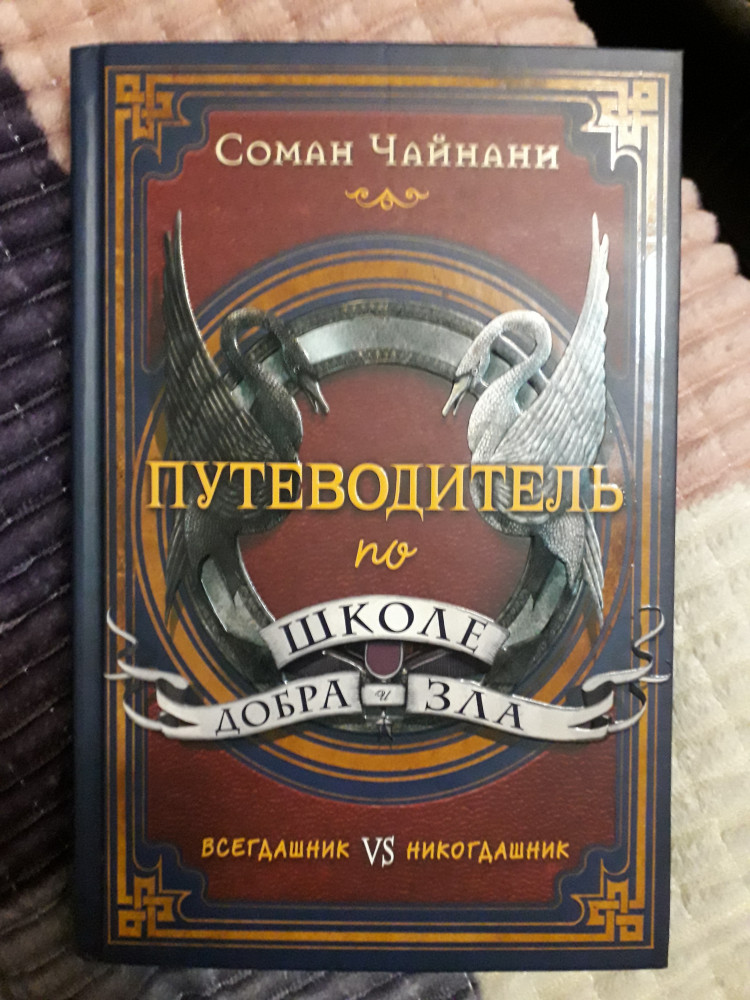 Соман Чайнани
ПУТЕВОДИТЕЛЬ
по
ШКОЛЕ
ДОБРА и ЗЛА
ВСЕГДАШНИК VS НИКОГДАШНИК